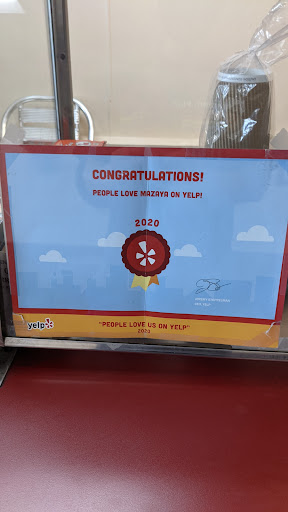 CONGRATULATIONS!
PEOPLE LOVE MAZAYA ON YELP!
2020
yelp
"PEOPLE LOVE US ON YELP"
2020